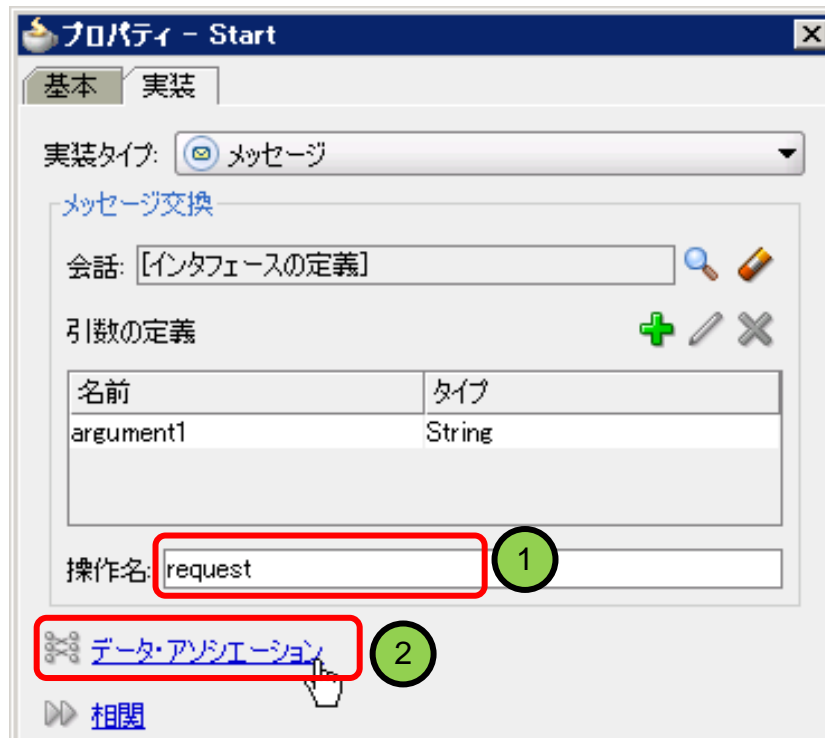 プロパティ - Start
基本 実装
実装タイプ: メッセージ
メッセージ交換
会話: [インタフェースの定義]
引数の定義
名前 タイプ
argument1 String
操作名: request 1
データ・アソシエーション 2
相関